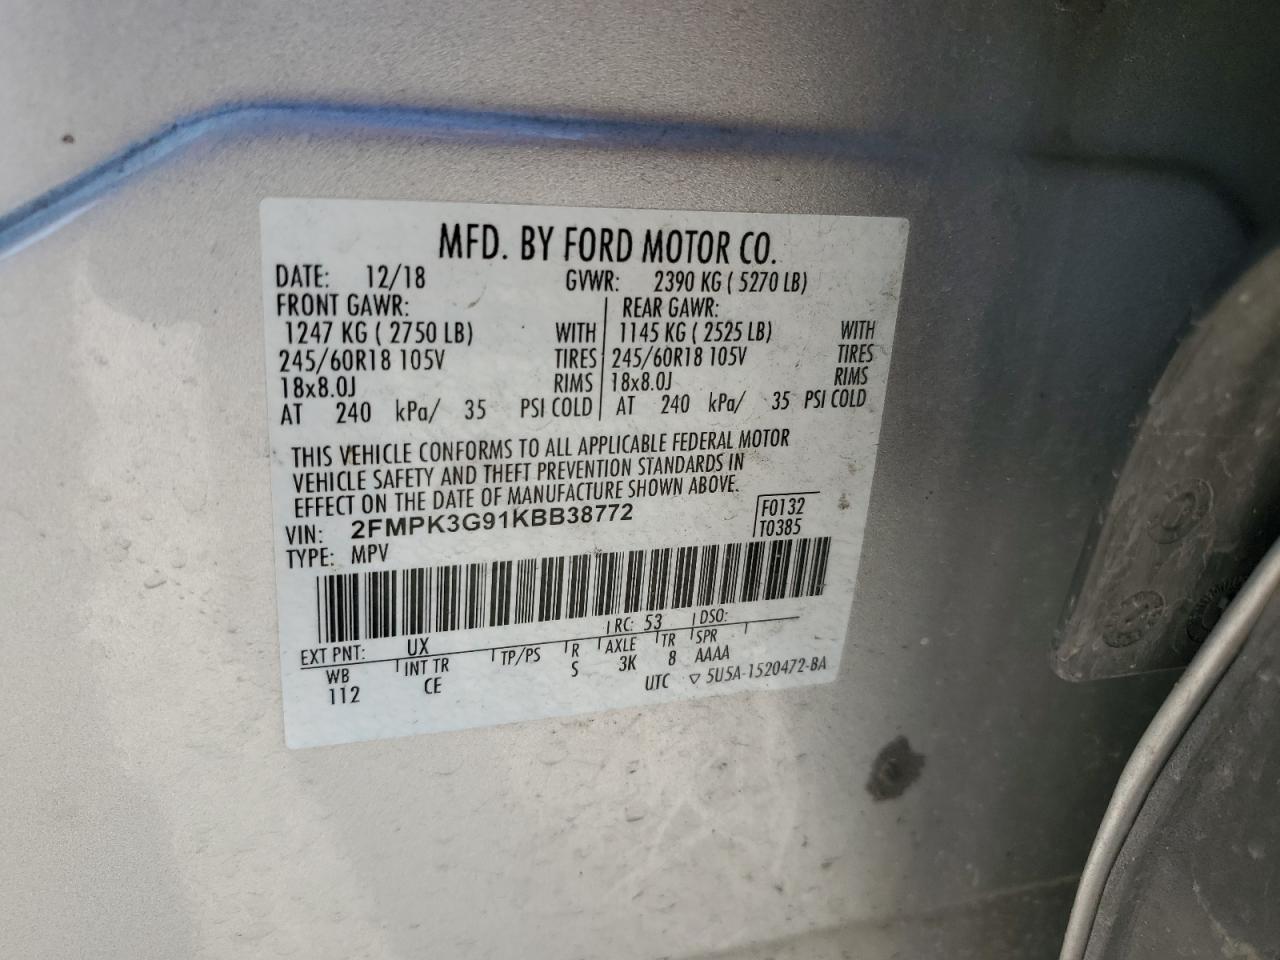 MFD. BY FORD MOTOR CO.
DATE: 12/18 GVWR: 2390 KG ( 5270 LB)
FRONT GAWR: REAR GAWR:
1247 KG ( 2750 LB) WITH 1145 KG ( 2525 LB) WITH
245/60R18 105V TIRES 245/60R18 105V TIRES
18x8.0J RIMS 18x8.0J RIMS
AT 240 kPa/ 35 PSI COLD AT 240 kPa/ 35 PSI COLD
THIS VEHICLE CONFORMS TO ALL APPLICABLE FEDERAL MOTOR
VEHICLE SAFETY AND THEFT PREVENTION STANDARDS IN
EFFECT ON THE DATE OF MANUFACTURE SHOWN ABOVE.
VIN: 2FMPK3G91KBB38772 F0132
TYPE: MPV T0385
EXT PNT: UX RC: 53 DSO:
WB INT TR TP/PS R AXLE TR SPR
112 CE S 3K 8 AAAA
UTC ▽ 5U5A-1520472-BA